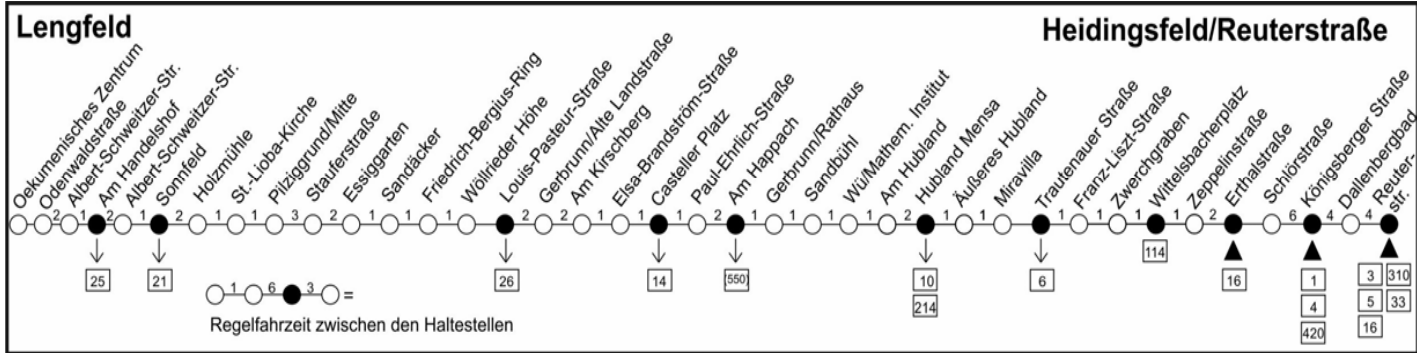 Lengfeld
Heidingsfeld/Reuterstraße
Oekumenisches Zentrum
Odenwaldstraße
Albert-Schweitzer-Str.
Am Handelshof
Albert-Schweitzer-Str.
Sonnfeld
Holzmühle
St.-Lioba-Kirche
Pilziggrund/Mitte
Stauferstraße
Essiggarten
Sandäcker
Friedrich-Bergius-Ring
Wöllrieder Höhe
Louis-Pasteur-Straße
Gerbrunn/Alte Landstraße
Am Kirschberg
Elsa-Brandström-Straße
Casteller Platz
Paul-Ehrlich-Straße
Am Happach
Gerbrunn/Rathaus
Sandbühl
Wü/Mathem. Institut
Am Hubland
Hubland Mensa
Äußeres Hubland
Miravilla
Trautenauer Straße
Franz-Liszt-Straße
Zwerchgraben
Wittelsbacherplatz
Zeppelinstraße
Erthalstraße
Schlörstraße
Königsberger Straße
Dallenbergbad
Reuter-
str.
2 1 2 1 2 1 1 3 2 1 1 1 1 2 2 1 1 1 2 1 1 1 1 2 1 1 1 1 1 1 2 6 4 4
25 21 26 14 (550) 10 6 114 16 1 3 310
214 4 5 33
420 16
1 6 3 =
Regelfahrzeit zwischen den Haltestellen